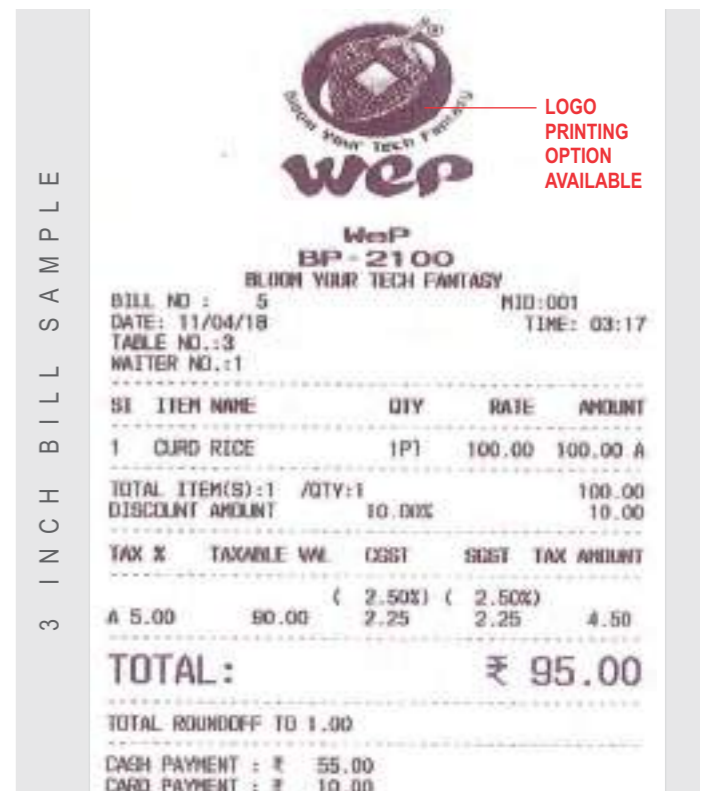 3 INCH BILL SAMPLE
LOGO
PRINTING
OPTION
AVAILABLE
Bloom Your Tech Fantasy
WeP
WeP
BP-2100
BLOOM YOUR TECH FANTASY
BILL NO : 5 MID:001
DATE: 11/04/18 TIME: 03:17
TABLE NO.:3
WAITER NO.:1
SI ITEM NAME QTY RATE AMOUNT
1 CURD RICE 1P1 100.00 100.00 A
TOTAL ITEM(S):1 /QTY:1 100.00
DISCOUNT AMOUNT 10.00% 10.00
TAX % TAXABLE VAL CGST SGST TAX AMOUNT
( 2.50%) ( 2.50%)
A 5.00 90.00 2.25 2.25 4.50
TOTAL: ₹ 95.00
TOTAL ROUNDOFF TO 1.00
CASH PAYMENT : ₹ 55.00
CARD PAYMENT : ₹ 10.00